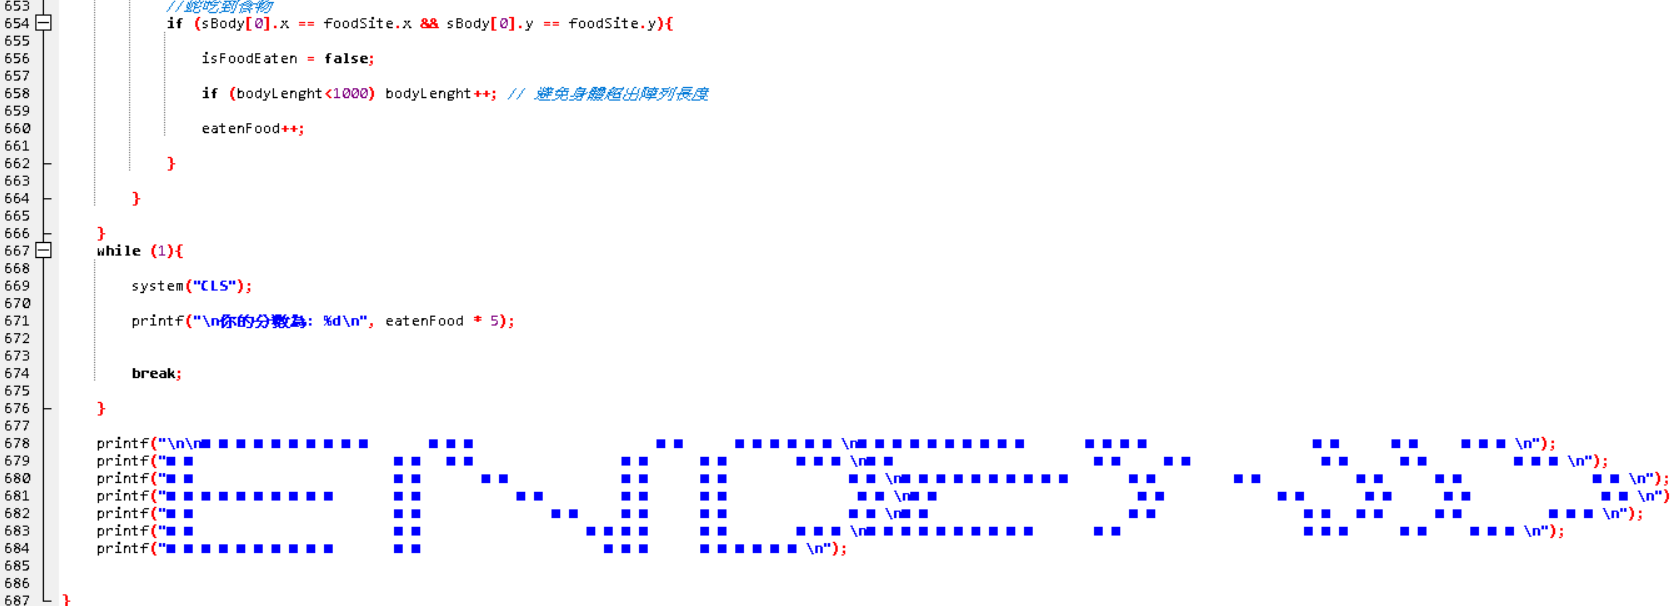 653 //蛇吃到食物
654 if (sBody[0].x == foodSite.x && sBody[0].y == foodSite.y){
655
656 isFoodEaten = false;
657
658 if (bodyLenght<1000) bodyLenght++; // 避免身體超出陣列長度
659
660 eatenFood++;
661
662 }
663
664 }
665
666 }
667 while (1){
668
669 system("CLS");
670
671 printf("\n你的分數為: %d\n", eatenFood * 5);
672
673
674 break;
675
676 }
677
678 printf("\n\n■■■■■■■■■■ ■■■ ■■ ■■■■■■ \n■■■■■■■■■■ ■■■■ ■■ ■■ ■■■ \n");
679 printf("■■ ■■ ■■ ■■ ■■ ■■■ \n■■ ■■ ■■ ■■ ■■ ■■■ \n");
680 printf("■■ ■■ ■■ ■■ ■■ ■■ \n■■■■■■■■■■ ■■ ■■ ■■ ■■ ■■ \n");
681 printf("■■■■■■■■■■ ■■ ■■ ■■ ■■ ■■ \n■■ ■■ ■■ ■■ ■■ ■■ \n")
682 printf("■■ ■■ ■■ ■■ ■■ ■■ \n■■ ■■ ■■ ■■ ■■ ■■■ \n");
683 printf("■■ ■■ ■■■■ ■■ ■■■ \n■■■■■■■■■■ ■■ ■■■ ■■ ■■■ \n");
684 printf("■■■■■■■■■■ ■■ ■■■ ■■■■■■ \n");
685
686
687 }